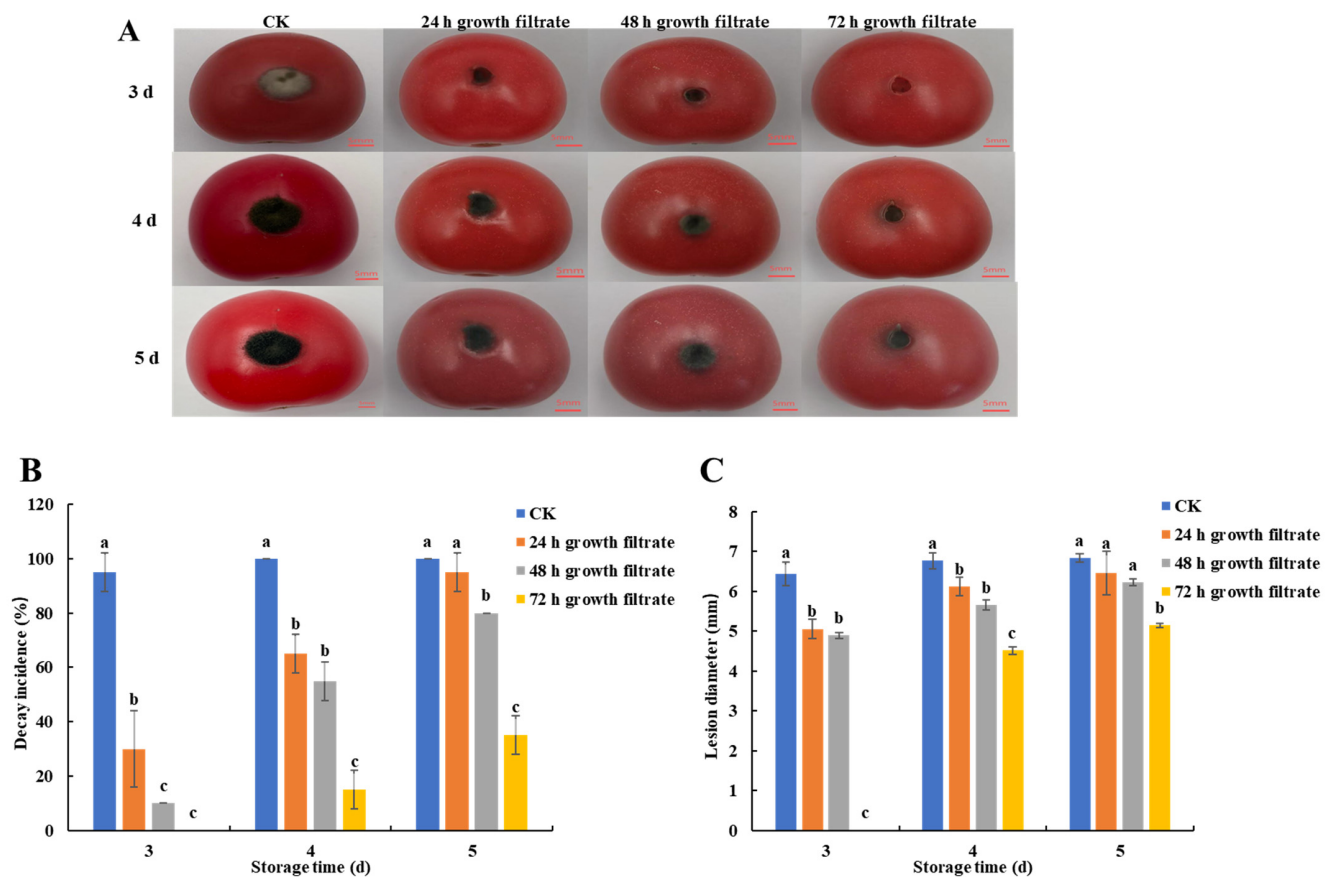 A
CK 24 h growth filtrate 48 h growth filtrate 72 h growth filtrate
3 d
5mm 5mm 5mm 5mm
4 d
5mm 5mm 5mm 5mm
5 d
5mm 5mm 5mm
B
Decay incidence (%)
120
100
80
60
40
20
0
a a a a
b b b b
c c c c
3 4 5
Storage time (d)
CK
24 h growth filtrate
48 h growth filtrate
72 h growth filtrate
C
Lesion diameter (mm)
8
7
6
5
4
3
2
1
0
a b b c
a b b c
a a a b
3 4 5
Storage time (d)
CK
24 h growth filtrate
48 h growth filtrate
72 h growth filtrate